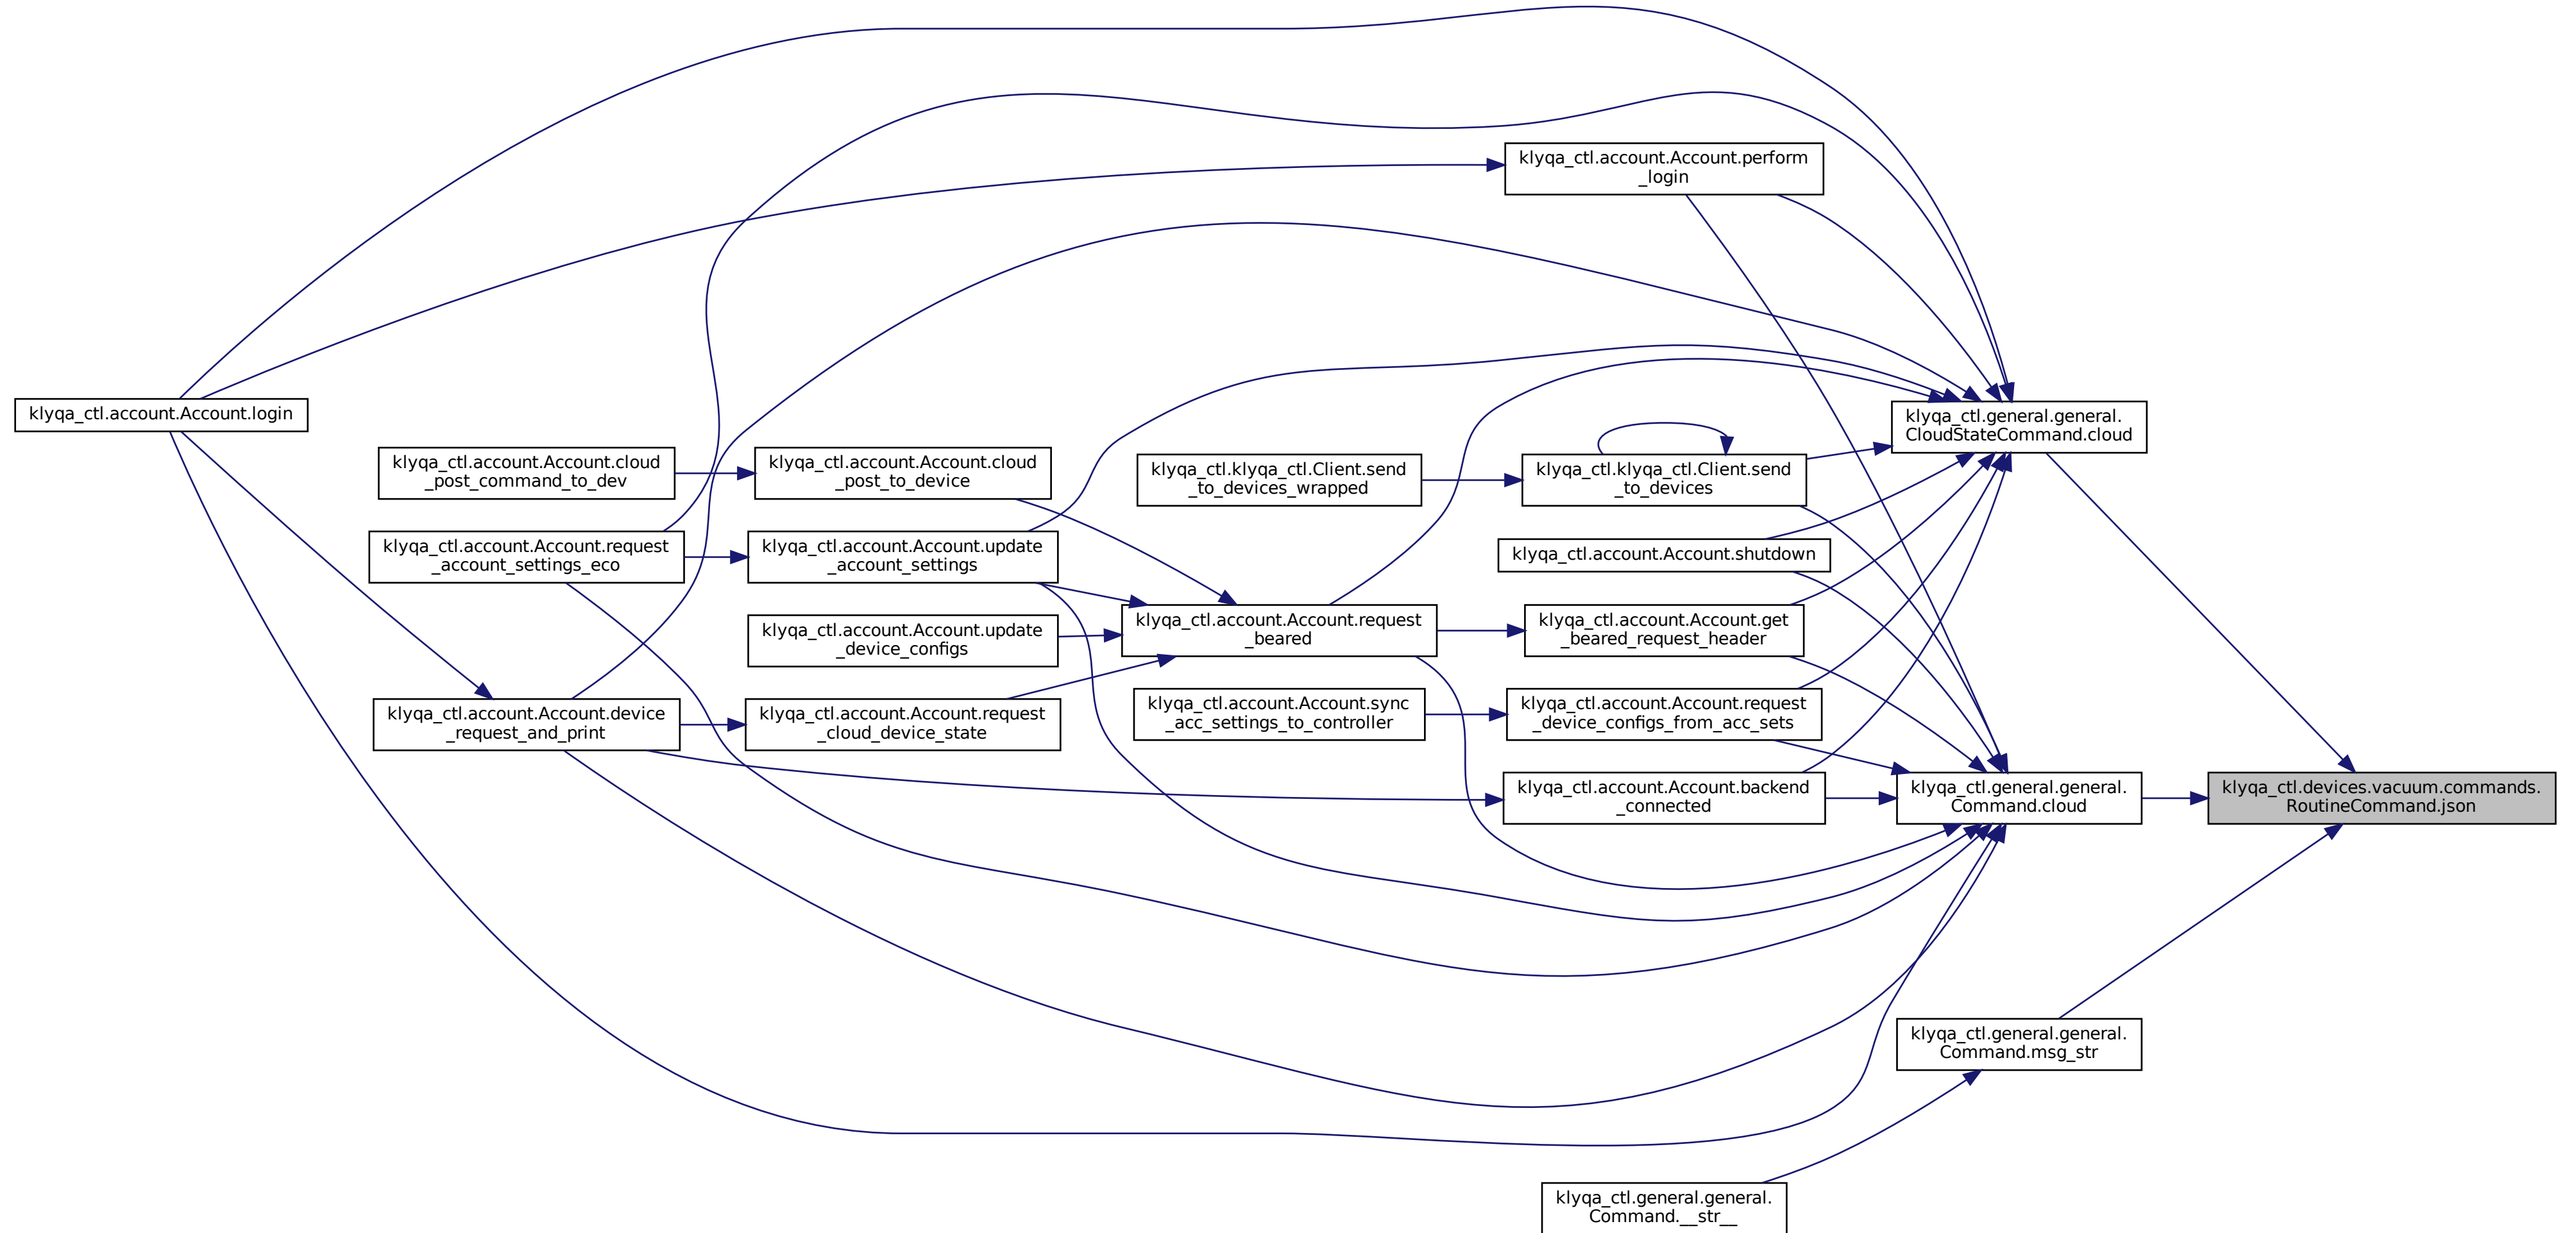 klyqa_ctl.account.Account.perform
_login
klyqa_ctl.account.Account.login
klyqa_ctl.general.general.
CloudStateCommand.cloud
klyqa_ctl.account.Account.cloud
_post_command_to_dev
klyqa_ctl.account.Account.cloud
_post_to_device
klyqa_ctl.klyqa_ctl.Client.send
_to_devices_wrapped
klyqa_ctl.klyqa_ctl.Client.send
_to_devices
klyqa_ctl.account.Account.request
_account_settings_eco
klyqa_ctl.account.Account.update
_account_settings
klyqa_ctl.account.Account.shutdown
klyqa_ctl.account.Account.update
_device_configs
klyqa_ctl.account.Account.request
_beared
klyqa_ctl.account.Account.get
_beared_request_header
klyqa_ctl.account.Account.device
_request_and_print
klyqa_ctl.account.Account.request
_cloud_device_state
klyqa_ctl.account.Account.sync
_acc_settings_to_controller
klyqa_ctl.account.Account.request
_device_configs_from_acc_sets
klyqa_ctl.account.Account.backend
_connected
klyqa_ctl.general.general.
Command.cloud
klyqa_ctl.devices.vacuum.commands.
RoutineCommand.json
klyqa_ctl.general.general.
Command.msg_str
klyqa_ctl.general.general.
Command.__str__